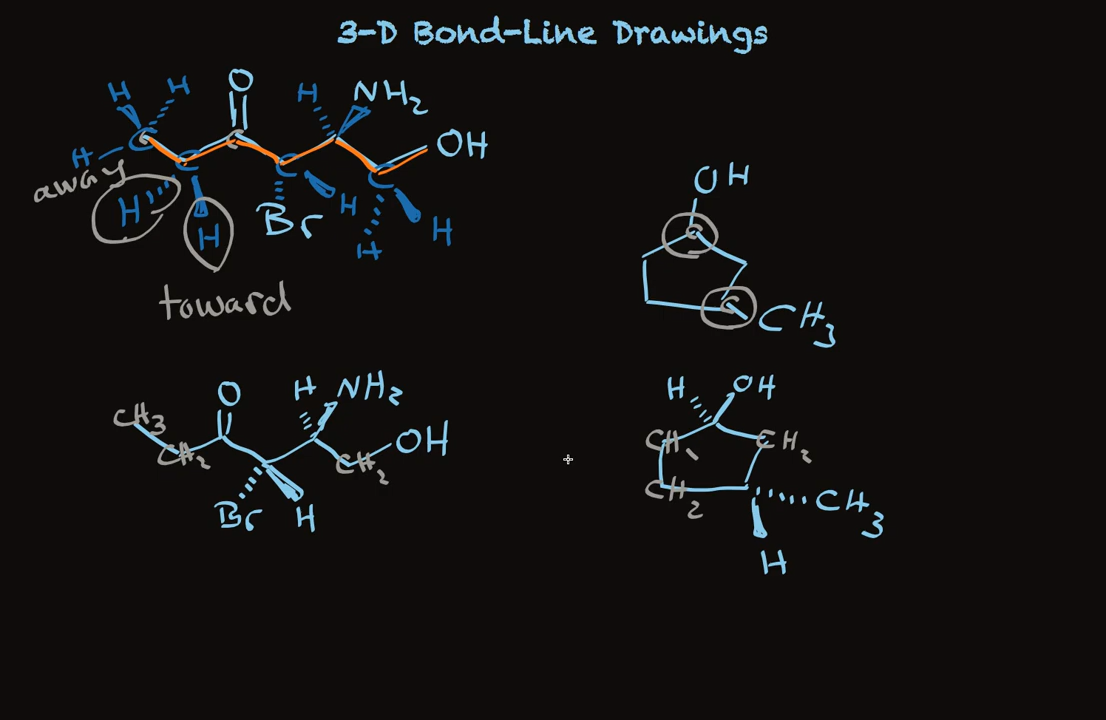 3-D Bond-Line Drawings
H H O H NH2
H OH
away
H H Br H H H
toward
OH
C
C CH3
O H NH2
CH3 CH2 CH2 OH
Br H
H OH
CH2 CH2
CH2 CH3
H